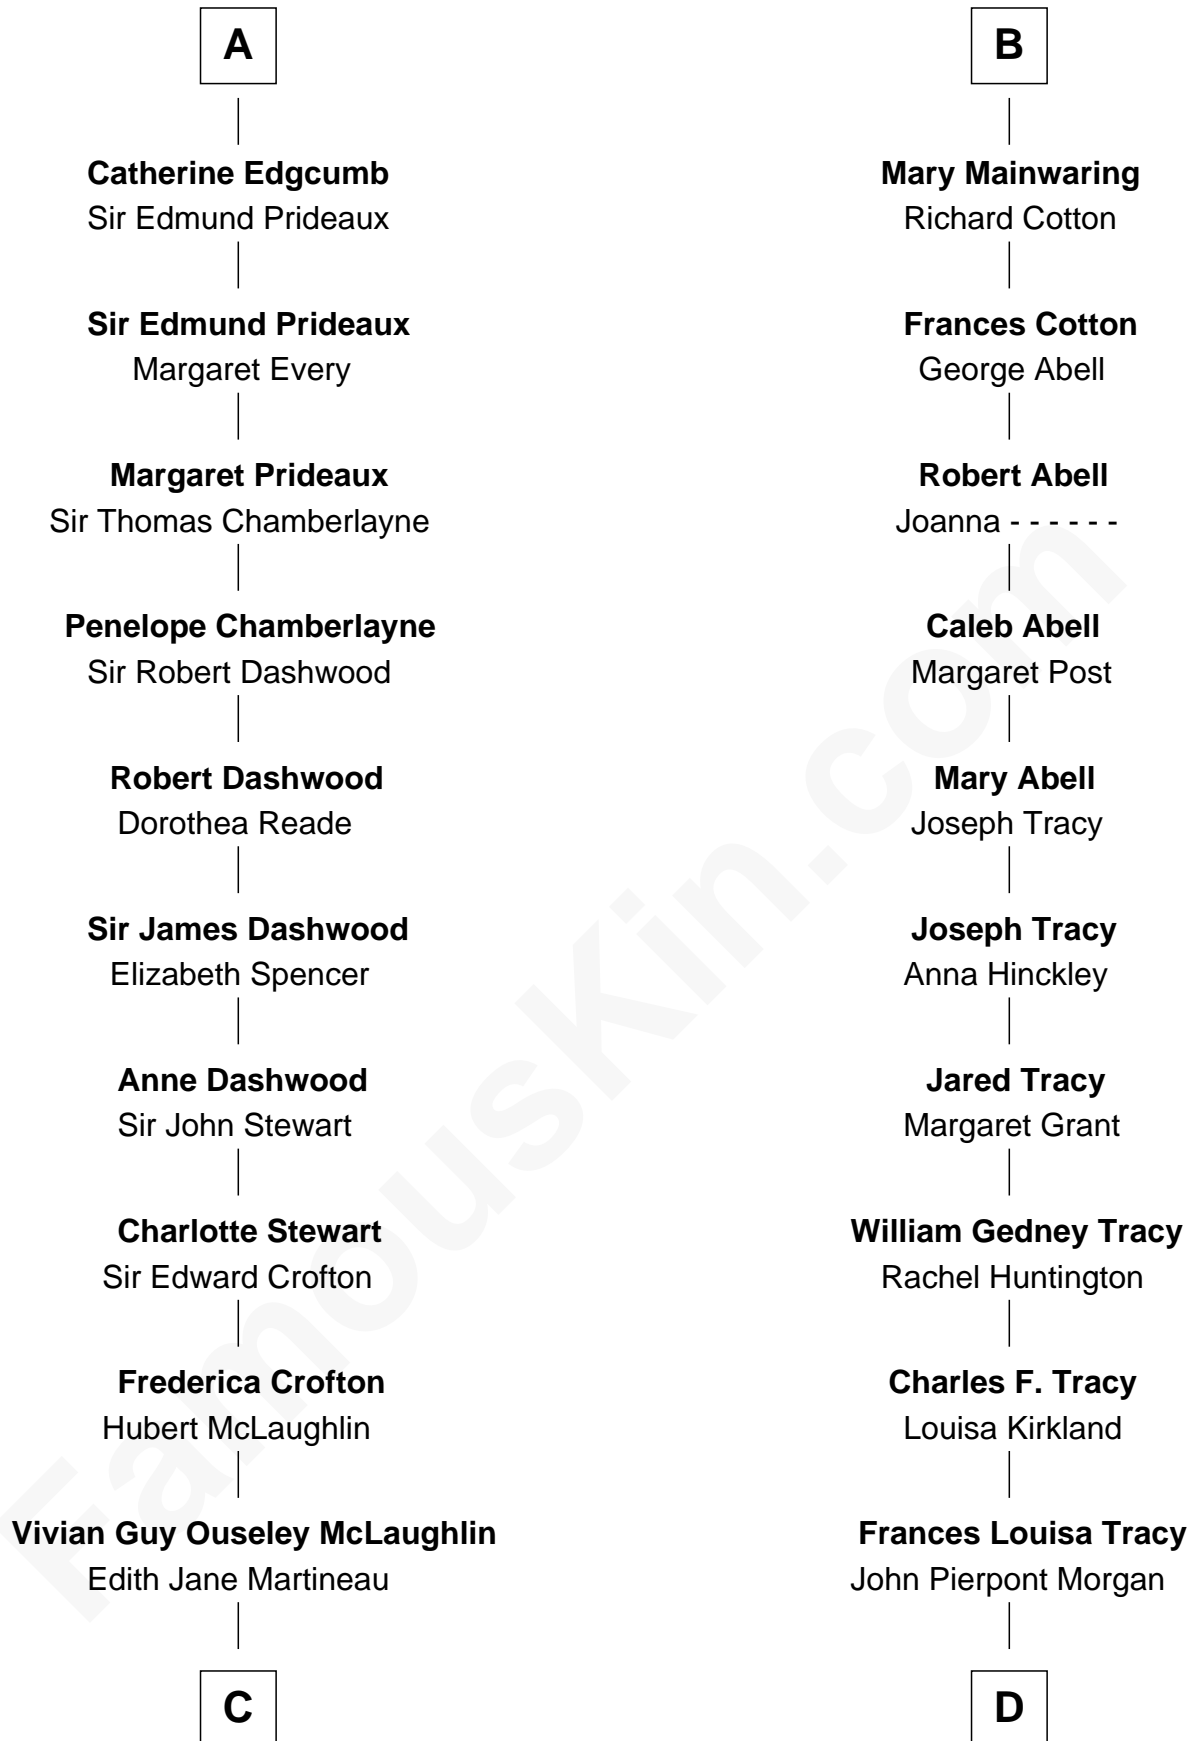 A
Catherine Edgcumb
Sir Edmund Prideaux
Sir Edmund Prideaux
Margaret Every
Margaret Prideaux
Sir Thomas Chamberlayne
Penelope Chamberlayne
Sir Robert Dashwood
Robert Dashwood
Dorothea Reade
Sir James Dashwood
Elizabeth Spencer
Anne Dashwood
Sir John Stewart
Charlotte Stewart
Sir Edward Crofton
Frederica Crofton
Hubert McLaughlin
Vivian Guy Ouseley McLaughlin
Edith Jane Martineau
C
B
Mary Mainwaring
Richard Cotton
Frances Cotton
George Abell
Robert Abell
Joanna - - - - - -
Caleb Abell
Margaret Post
Mary Abell
Joseph Tracy
Joseph Tracy
Anna Hinckley
Jared Tracy
Margaret Grant
William Gedney Tracy
Rachel Huntington
Charles F. Tracy
Louisa Kirkland
Frances Louisa Tracy
John Pierpont Morgan
D
FamousKin.com